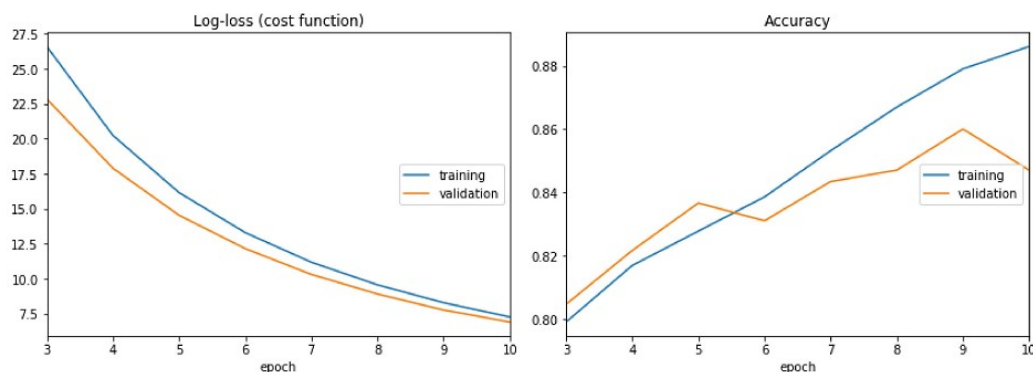 Log-loss (cost function)
27.5
25.0
22.5
20.0
17.5
15.0
12.5
10.0
7.5
3 4 5 6 7 8 9 10
epoch
training
validation
Accuracy
0.88
0.86
0.84
0.82
0.80
3 4 5 6 7 8 9 10
epoch
training
validation